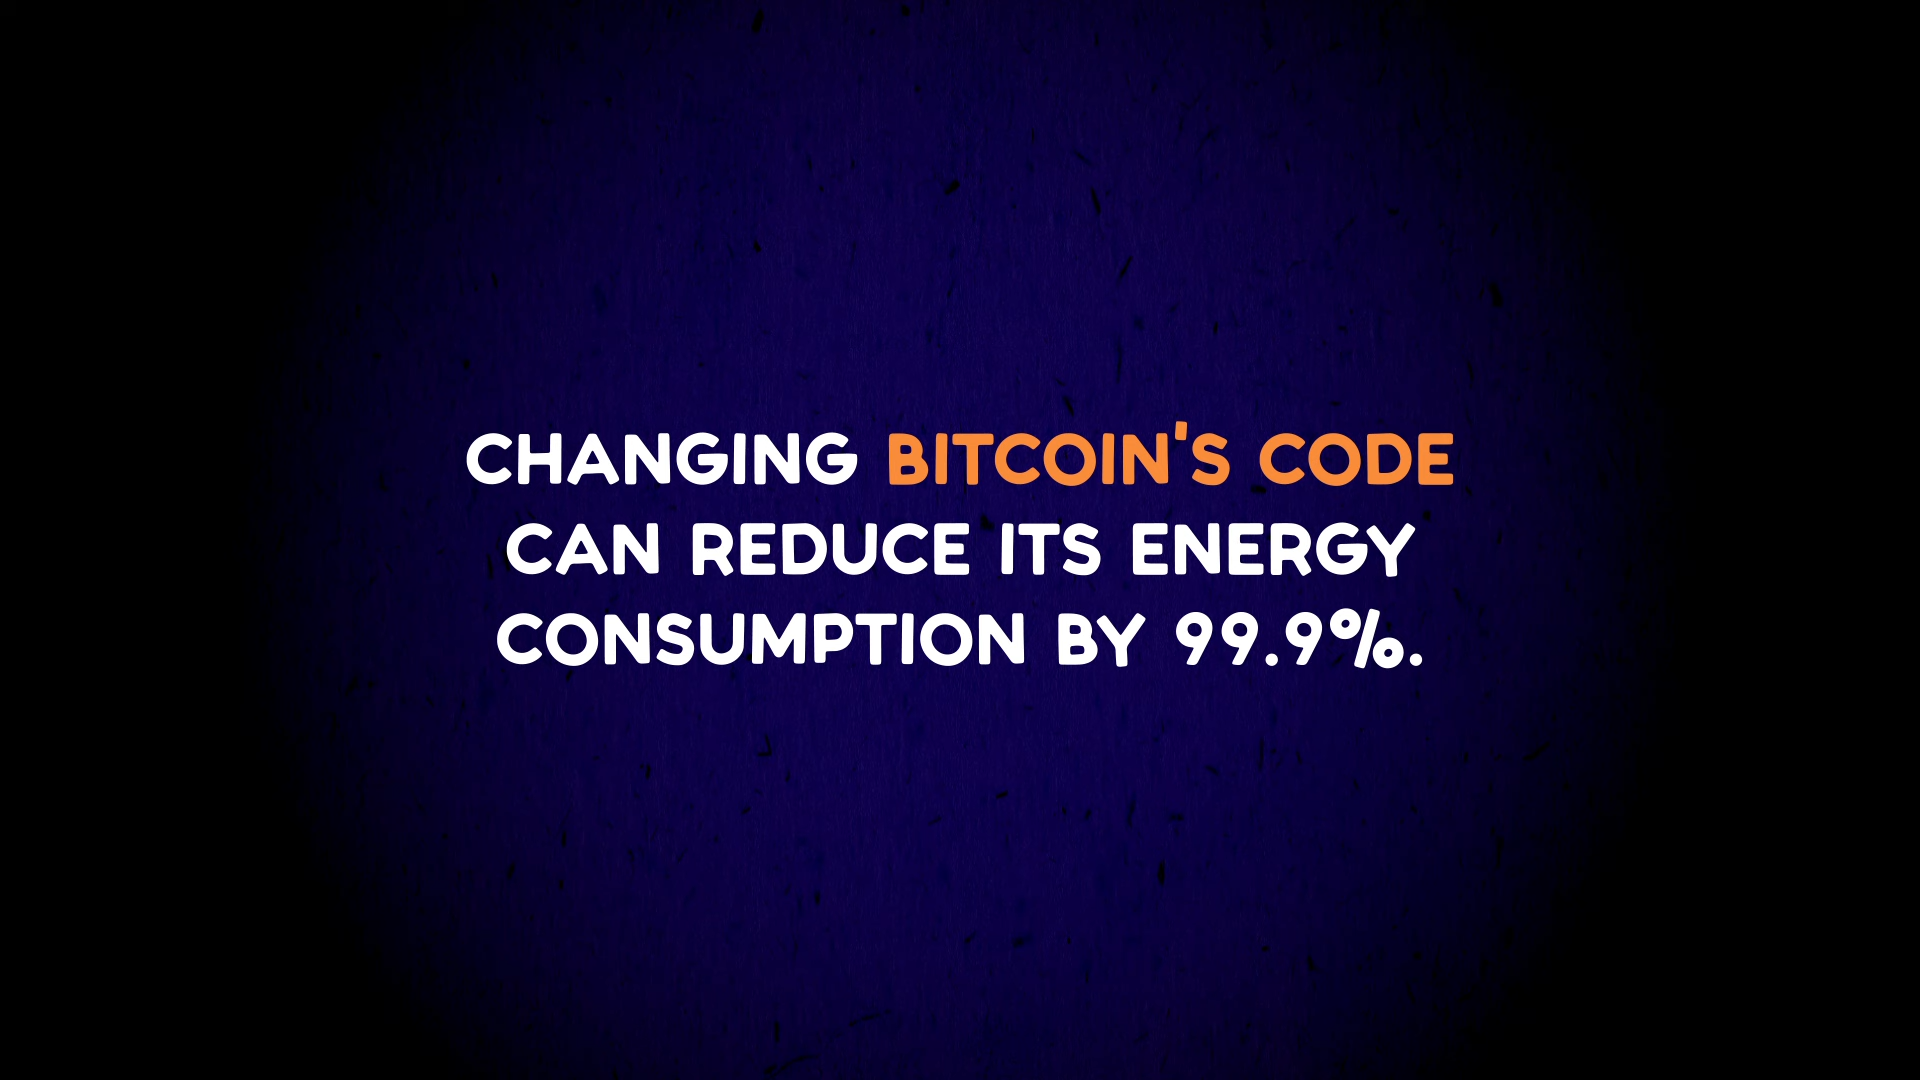 CHANGING BITCOIN'S CODE
CAN REDUCE ITS ENERGY
CONSUMPTION BY 99.9%.